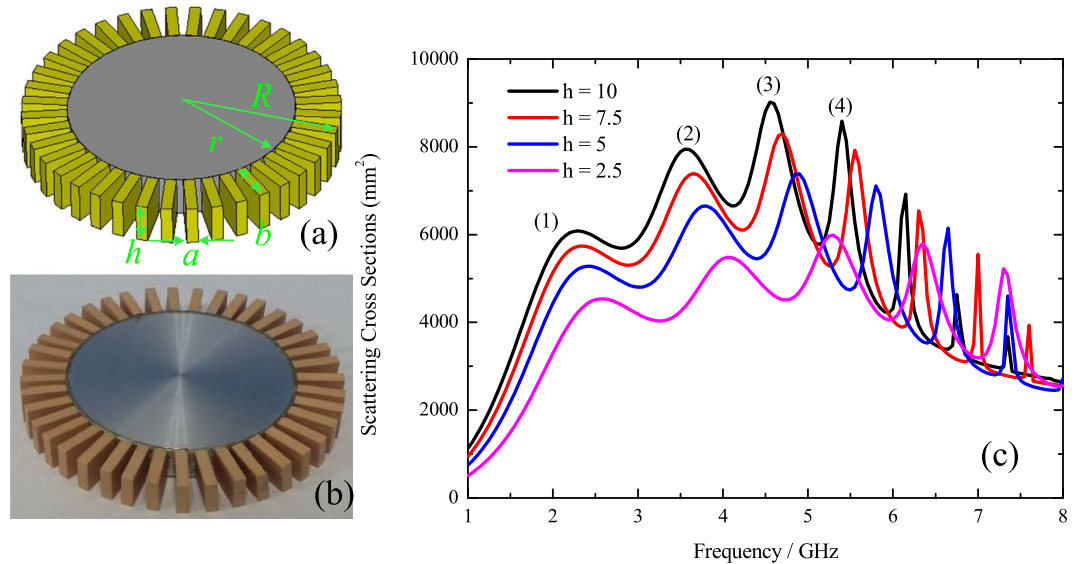 R
r
h
a
b
(a)
(b)
10000
8000
6000
4000
2000
0
Scattering Cross Sections (mm²)
h = 10
h = 7.5
h = 5
h = 2.5
(1)
(2)
(3)
(4)
(c)
1 2 3 4 5 6 7 8
Frequency / GHz